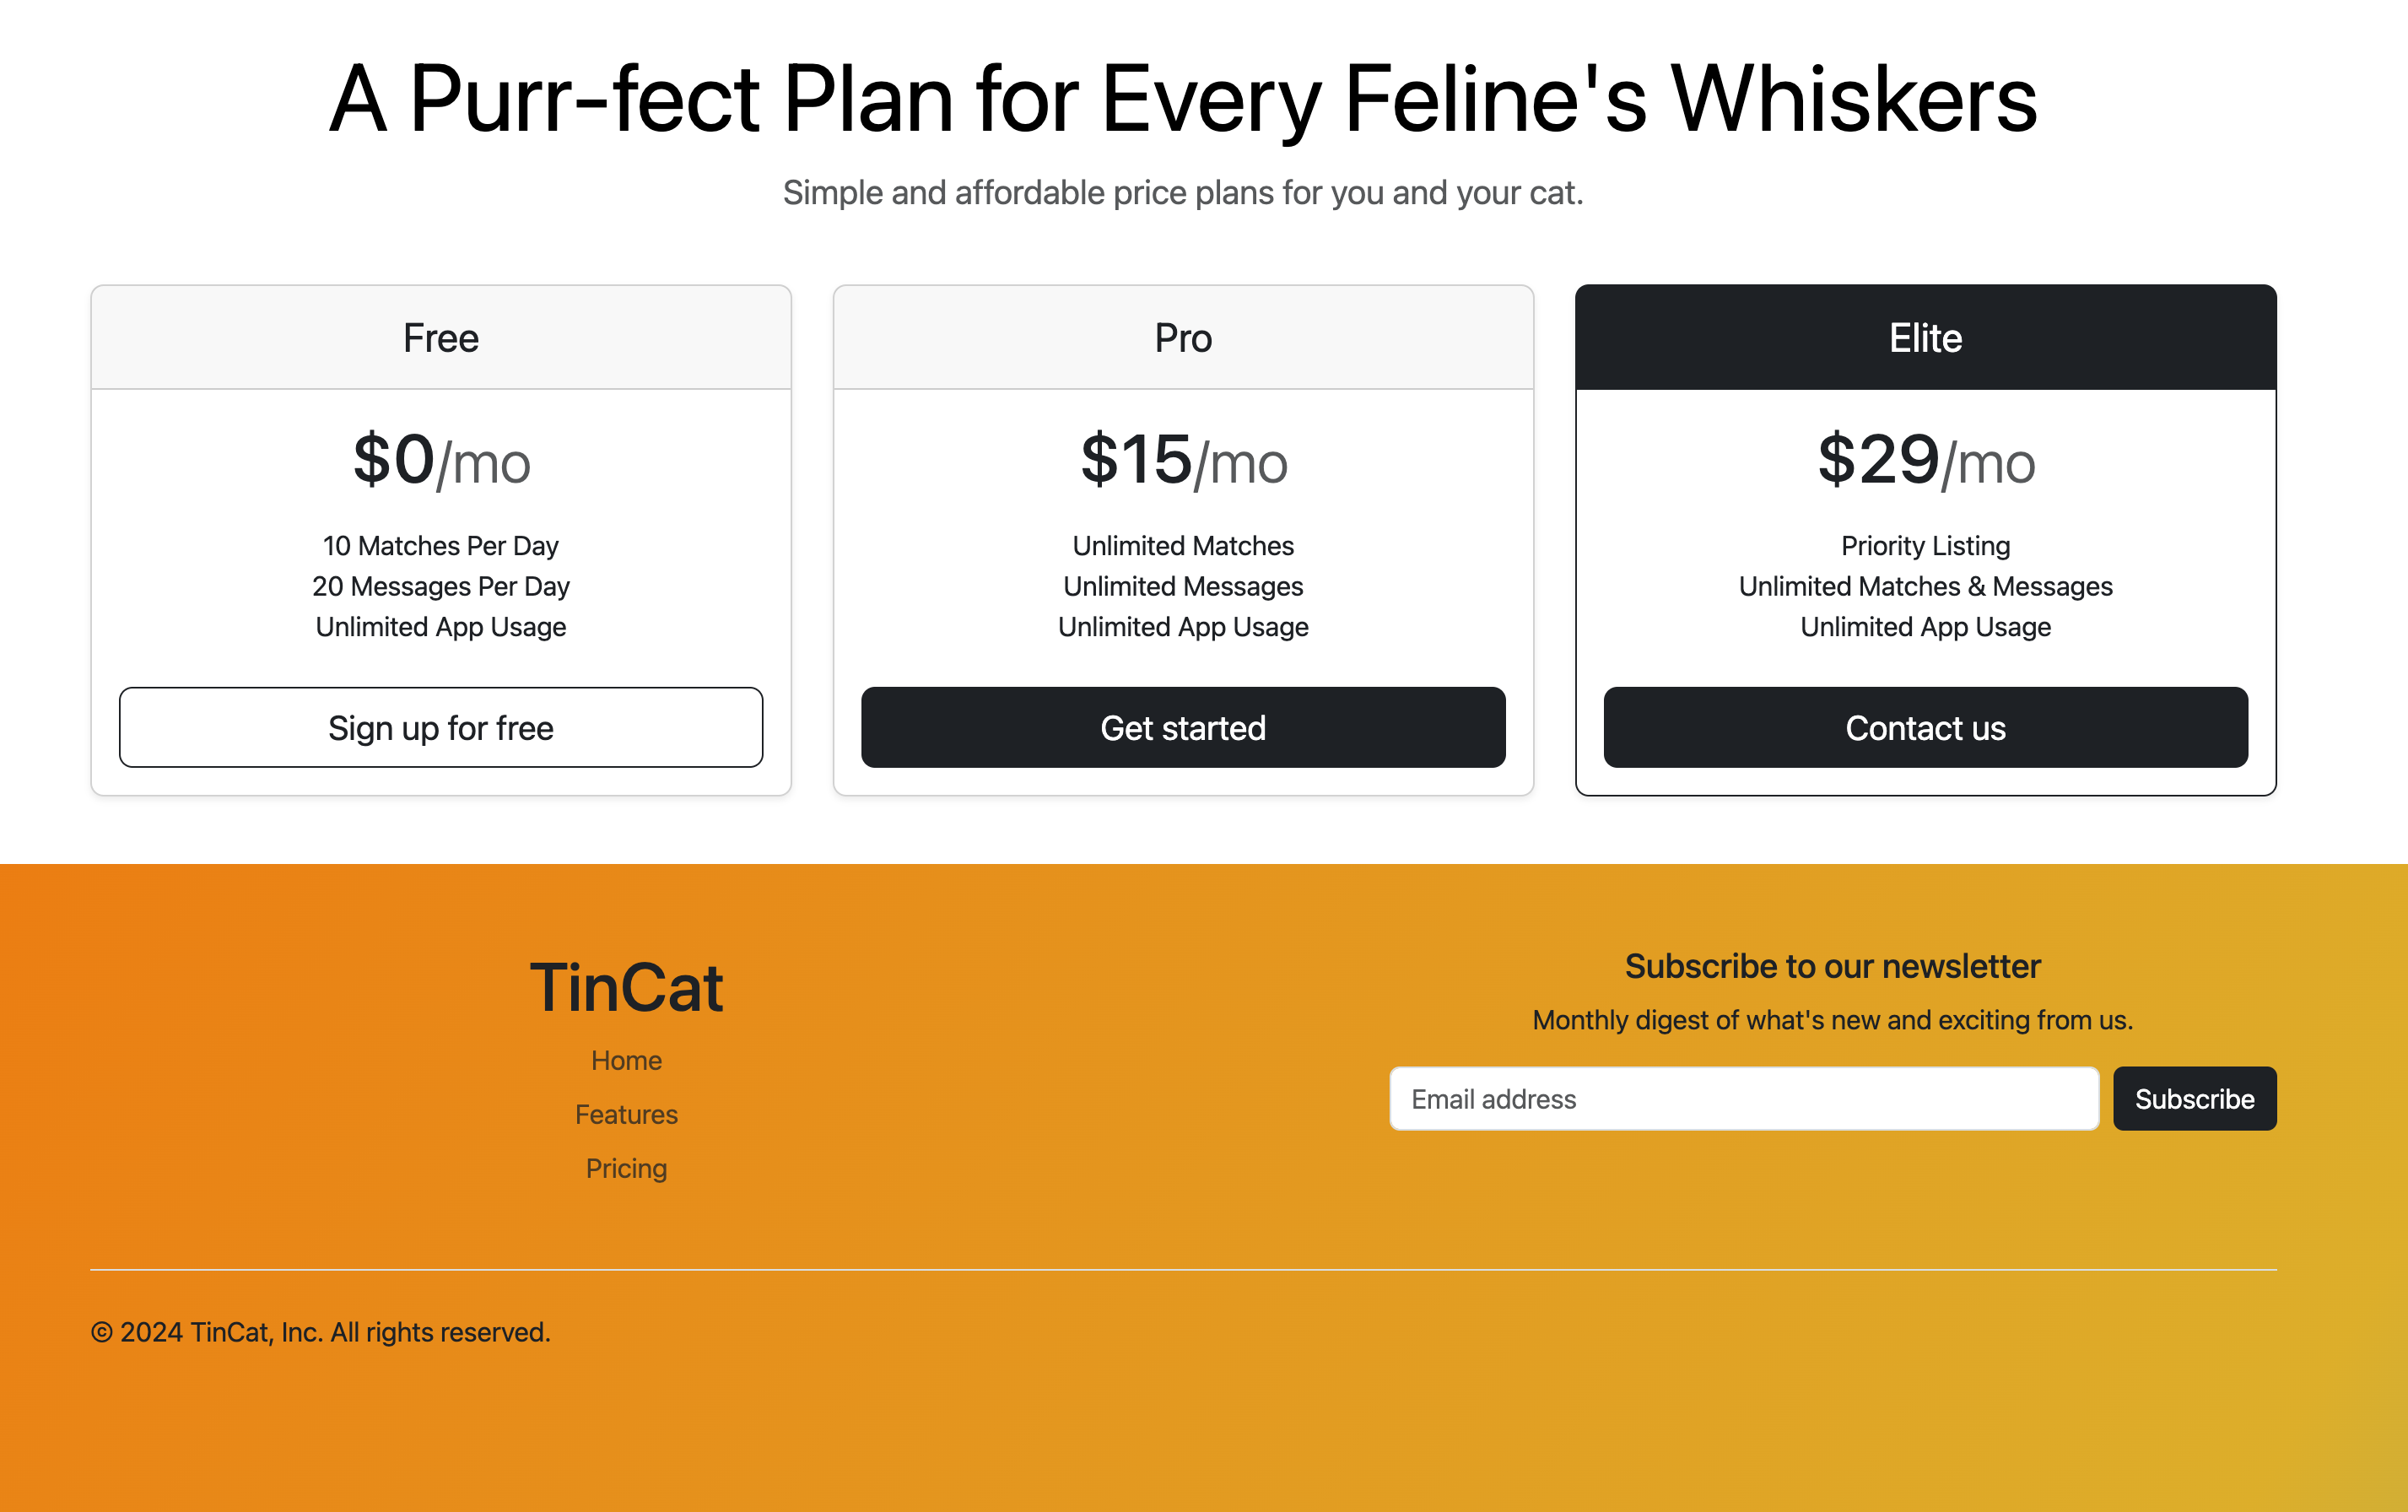 A Purr-fect Plan for Every Feline's Whiskers
Simple and affordable price plans for you and your cat.
Free
$0/mo
10 Matches Per Day
20 Messages Per Day
Unlimited App Usage
Sign up for free
Pro
$15/mo
Unlimited Matches
Unlimited Messages
Unlimited App Usage
Get started
Elite
$29/mo
Priority Listing
Unlimited Matches & Messages
Unlimited App Usage
Contact us
TinCat
Home
Features
Pricing
Subscribe to our newsletter
Monthly digest of what's new and exciting from us.
Email address
Subscribe
© 2024 TinCat, Inc. All rights reserved.